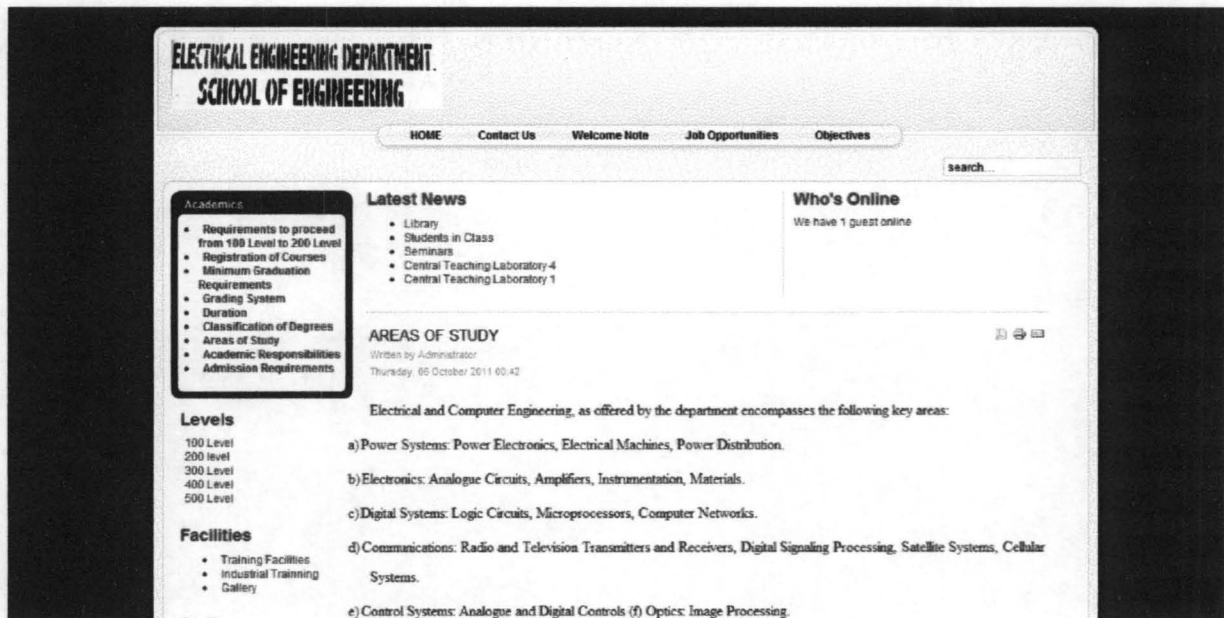 ELECTRICAL ENGINEERING DEPARTMENT.
SCHOOL OF ENGINEERING
HOME Contact Us Welcome Note Job Opportunities Objectives
search...
Academics
• Requirements to proceed
from 100 Level to 200 Level
• Registration of Courses
• Minimum Graduation
Requirements
• Grading System
• Duration
• Classification of Degrees
• Areas of Study
• Academic Responsibilities
• Admission Requirements
Levels
100 Level
200 level
300 Level
400 Level
500 Level
Facilities
• Training Facilities
• Industrial Trainning
• Gallery
Latest News
• Library
• Students in Class
• Seminars
• Central Teaching Laboratory 4
• Central Teaching Laboratory 1
Who's Online
We have 1 guest online
AREAS OF STUDY
Written by Administrator
Thursday, 06 October 2011 00:42
Electrical and Computer Engineering, as offered by the department encompasses the following key areas:
a) Power Systems: Power Electronics, Electrical Machines, Power Distribution.
b) Electronics: Analogue Circuits, Amplifiers, Instrumentation, Materials.
c) Digital Systems: Logic Circuits, Microprocessors, Computer Networks.
d) Communications: Radio and Television Transmitters and Receivers, Digital Signaling Processing, Satellite Systems, Cellular
Systems.
e) Control Systems: Analogue and Digital Controls (f) Optics: Image Processing.